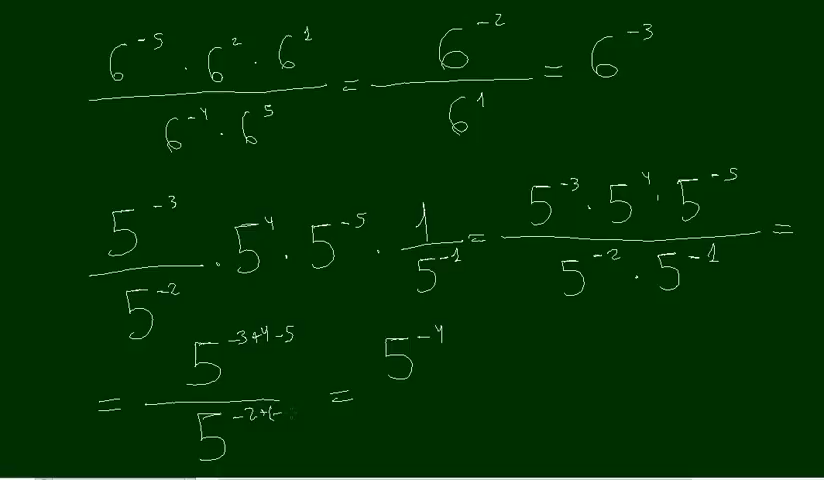 6^-5 · 6^2 · 6^1 / 6^-4 · 6^5 = 6^-2 / 6^1 = 6^-3
5^-3 / 5^-2 · 5^4 · 5^-5 · 1 / 5^-1 = 5^-3 · 5^4 · 5^-5 / 5^-2 · 5^-1 =
= 5^-3+4-5 / 5^-2+(- = 5^-4